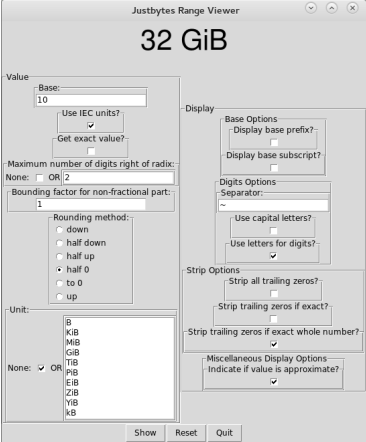 Justbytes Range Viewer
32 GiB
Value
Base:
10
Use IEC units?
Get exact value?
Maximum number of digits right of radix:
None: OR 2
Bounding factor for non-fractional part:
1
Rounding method:
down
half down
half up
half 0
to 0
up
Unit:
None: OR
B
KiB
MiB
GiB
TiB
PiB
EiB
ZiB
YiB
kB
Display
Base Options
Display base prefix?
Display base subscript?
Digits Options
Separator:
~
Use capital letters?
Use letters for digits?
Strip Options
Strip all trailing zeros?
Strip trailing zeros if exact?
Strip trailing zeros if exact whole number?
Miscellaneous Display Options
Indicate if value is approximate?
Show Reset Quit